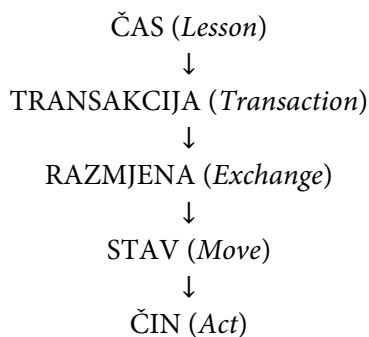 ČAS (Lesson)
↓
TRANSAKCIJA (Transaction)
↓
RAZMJENA (Exchange)
↓
STAV (Move)
↓
ČIN (Act)